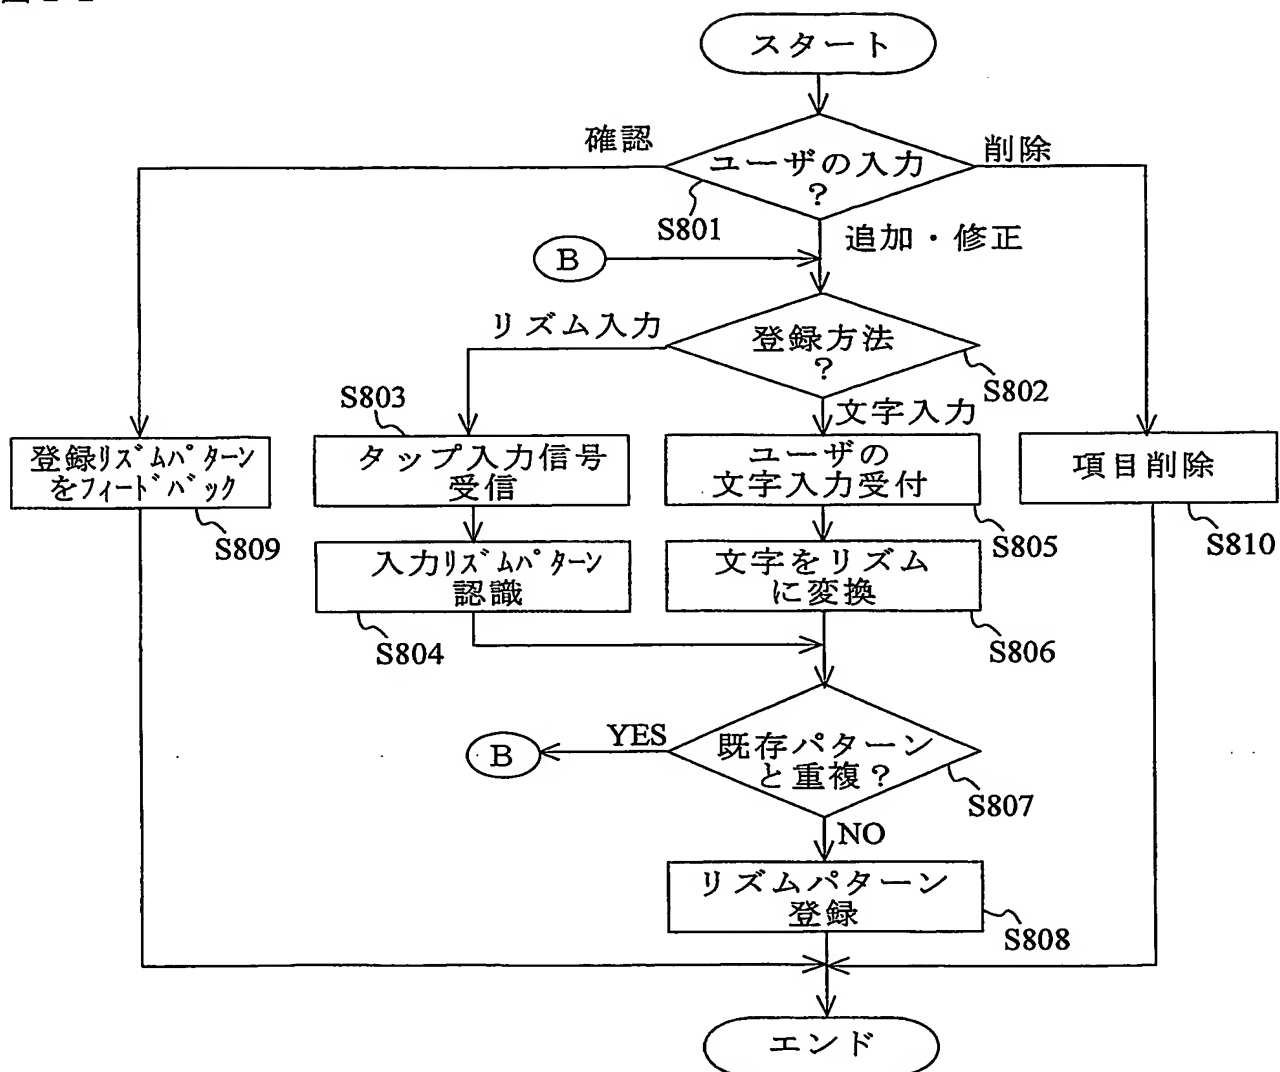 スタート
確認
ユーザの入力
?
削除
S801
追加・修正
B
リズム入力
登録方法
?
S802
S803
文字入力
登録ﾘｽﾞﾑﾊﾟﾀｰﾝ
をﾌｨｰﾄﾞﾊﾞｯｸ
S809
タップ入力信号
受信
ユーザの
文字入力受付
S805
項目削除
S810
入力ﾘｽﾞﾑﾊﾟﾀｰﾝ
認識
S804
文字をリズム
に変換
S806
B
YES
既存パターン
と重複?
S807
NO
リズムパターン
登録
S808
エンド